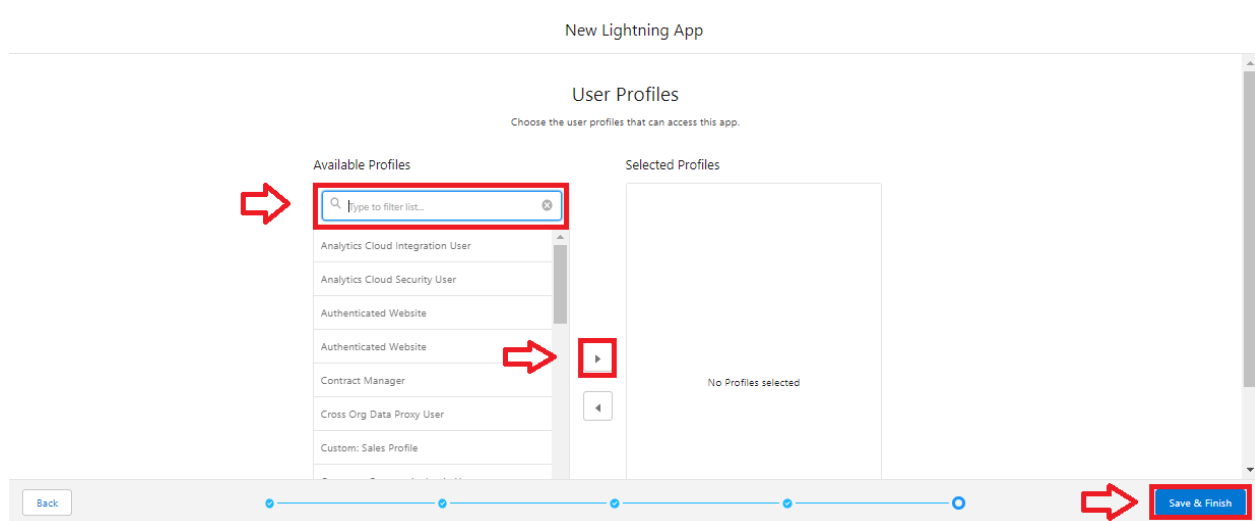 New Lightning App
User Profiles
Choose the user profiles that can access this app.
Available Profiles
Selected Profiles
Type to filter list...
Analytics Cloud Integration User
Analytics Cloud Security User
Authenticated Website
Authenticated Website
Contract Manager
Cross Org Data Proxy User
Custom: Sales Profile
No Profiles selected
Back
Save & Finish